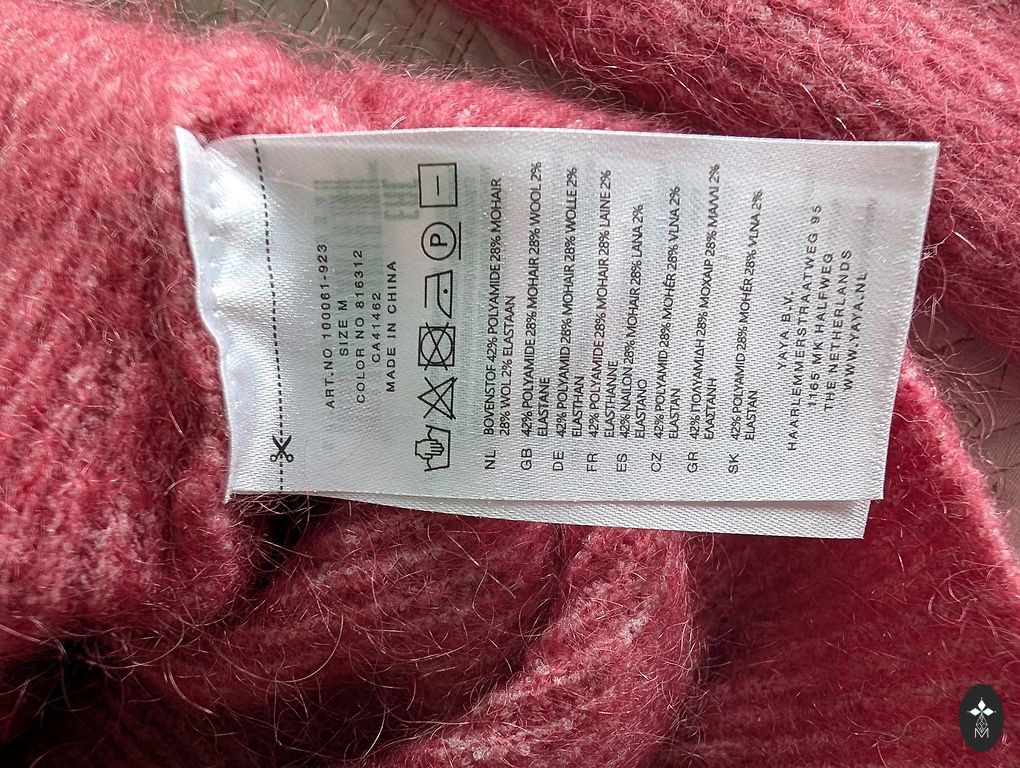 ART.NO 100061-923
SIZE M
COLOR NO 816312
CA41462
MADE IN CHINA
P
NL BOVENSTOF 42% POLYAMIDE 28% MOHAIR
28% WOL 2% ELASTAAN
GB 42% POLYAMIDE 28% MOHAIR 28% WOOL 2%
ELASTANE
DE 42% POLYAMID 28% MOHAIR 28% WOLLE 2%
ELASTHAN
FR 42% POLYAMIDE 28% MOHAIR 28% LAINE 2%
ELASTHANNE
ES 42% NAILON 28% MOHAIR 28% LANA 2%
ELASTANO
CZ 42% POLYAMID 28% MOHÉR 28% VLNA 2%
ELASTAN
GR 42% ΠΟΛΥΑΜΙΔΗ 28% ΜΟΧΑΙΡ 28% ΜΑΛΛΙ 2%
ΕΛΑΣΤΑΝΗ
SK 42% POLYAMID 28% MOHÉR 28% VLNA 2%
ELASTAN
YAYA B.V.
HAARLEMMERSTRAATWEG 95
1165 MK HALFWEG
THE NETHERLANDS
WWW.YAYA.NL
M